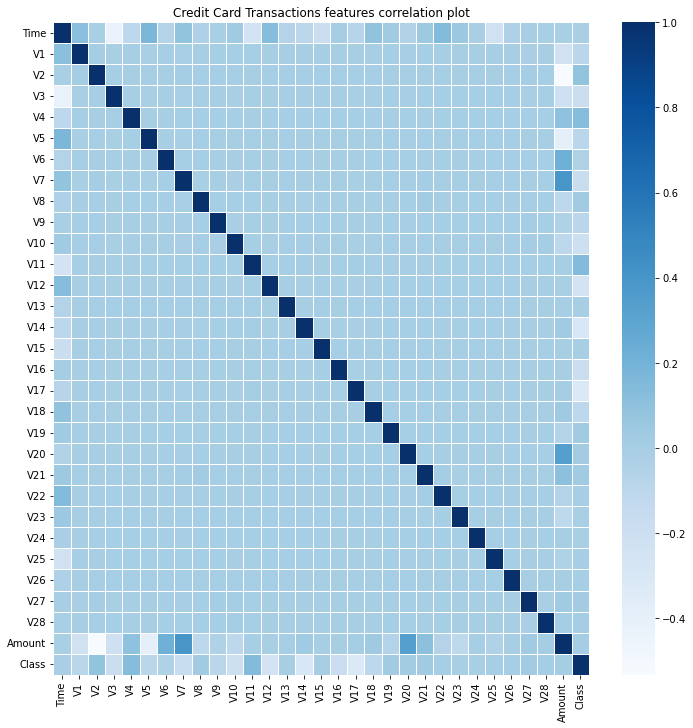 Credit Card Transactions features correlation plot
Time
V1
V2
V3
V4
V5
V6
V7
V8
V9
V10
V11
V12
V13
V14
V15
V16
V17
V18
V19
V20
V21
V22
V23
V24
V25
V26
V27
V28
Amount
Class
Time V1 V2 V3 V4 V5 V6 V7 V8 V9 V10 V11 V12 V13 V14 V15 V16 V17 V18 V19 V20 V21 V22 V23 V24 V25 V26 V27 V28 Amount Class
1.0
0.8
0.6
0.4
0.2
0.0
−0.2
−0.4